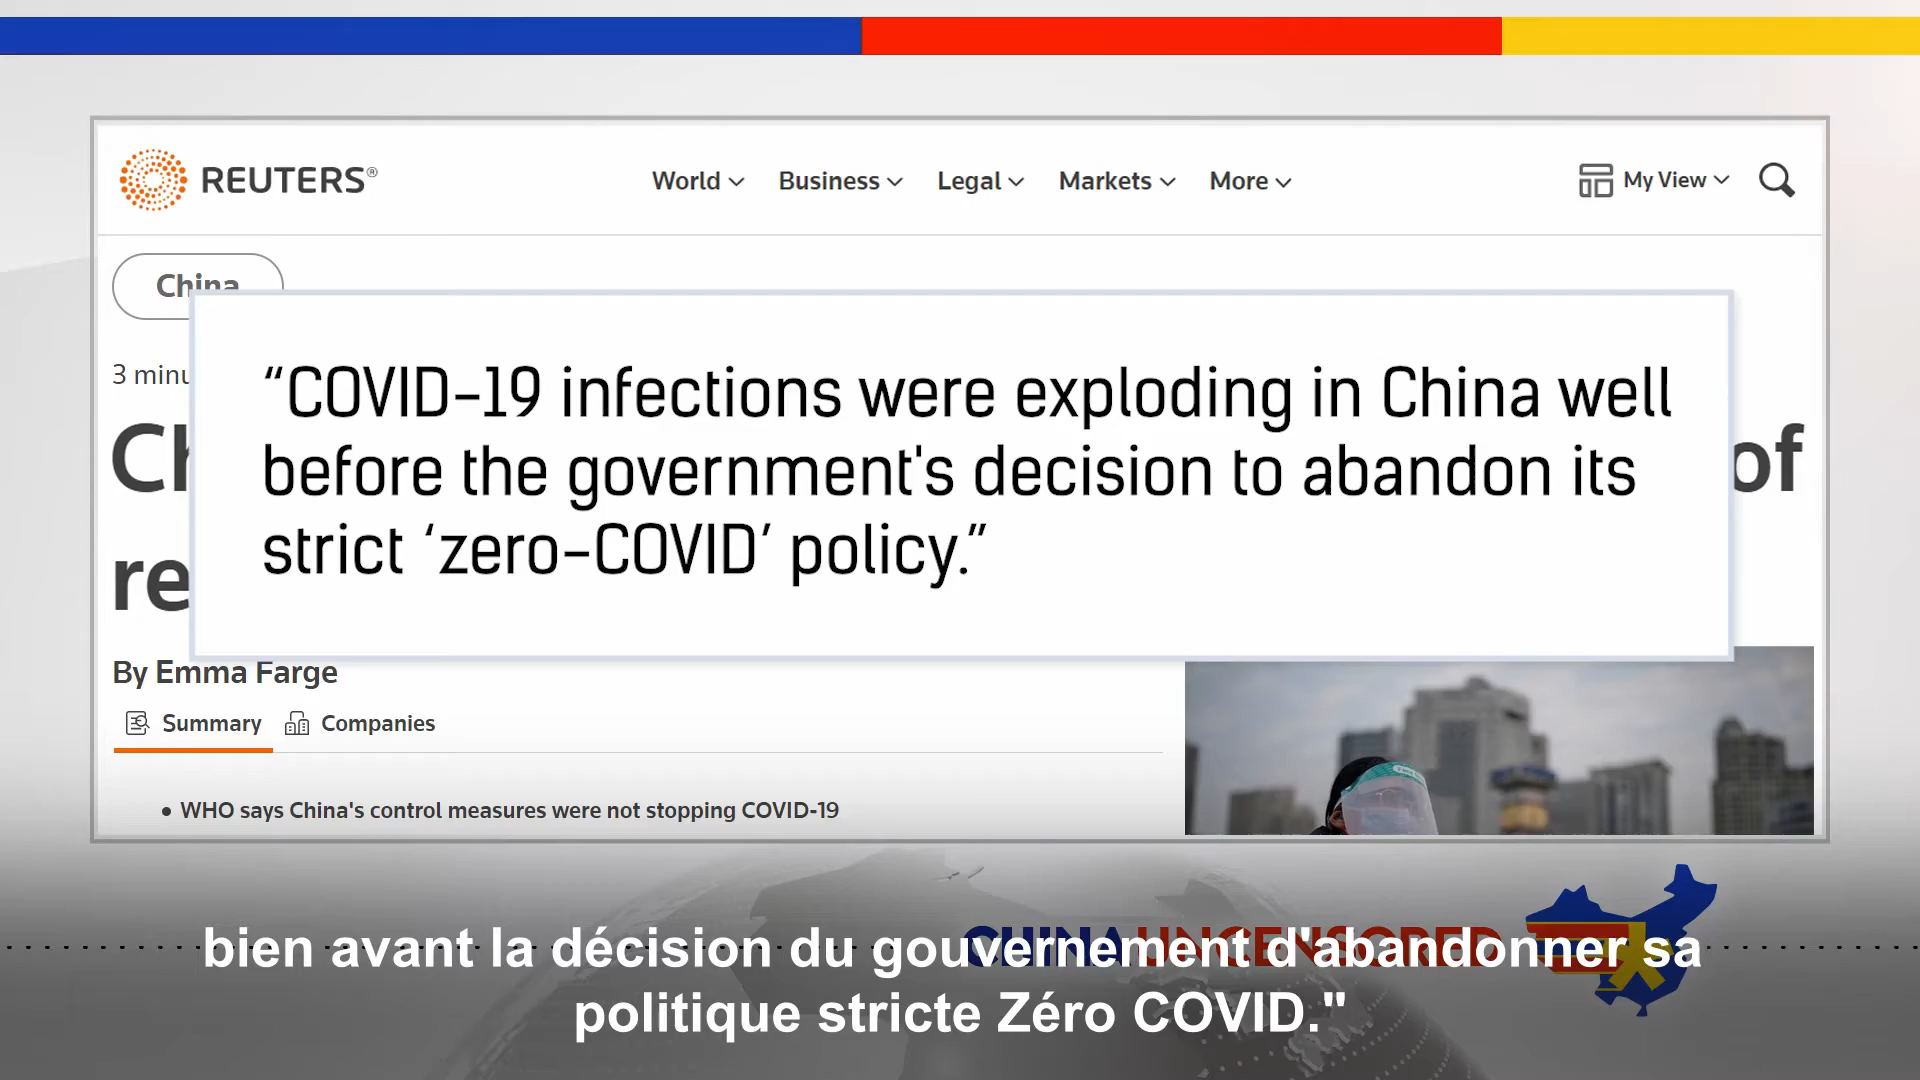 REUTERS®
World
Business
Legal
Markets
More
My View
China
“COVID-19 infections were exploding in China well
before the government's decision to abandon its
strict ‘zero-COVID’ policy.”
3
of
By Emma Farge
Summary
Companies
• WHO says China's control measures were not stopping COVID-19
CHINA UNCENSORED
bien avant la décision du gouvernement d'abandonner sa
politique stricte Zéro COVID."